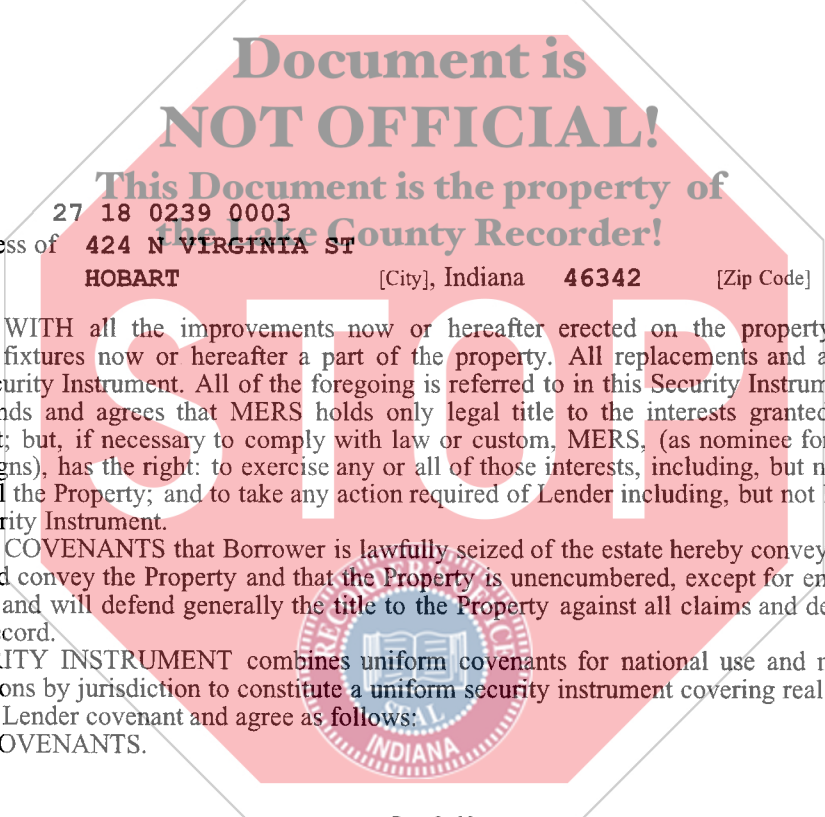 Document is
NOT OFFICIAL!
This Document is the property of
the Lake County Recorder!
27 18 0239 0003
ess of 424 N VIRGINIA ST
HOBART [City], Indiana 46342 [Zip Code]
WITH all the improvements now or hereafter erected on the property
fixtures now or hereafter a part of the property. All replacements and a
curity Instrument. All of the foregoing is referred to in this Security Instrum
nds and agrees that MERS holds only legal title to the interests granted
t; but, if necessary to comply with law or custom, MERS, (as nominee for
gns), has the right: to exercise any or all of those interests, including, but n
l the Property; and to take any action required of Lender including, but not
rity Instrument.
COVENANTS that Borrower is lawfully seized of the estate hereby convey
d convey the Property and that the Property is unencumbered, except for en
and will defend generally the title to the Property against all claims and de
cord.
RITY INSTRUMENT combines uniform covenants for national use and n
ons by jurisdiction to constitute a uniform security instrument covering real
Lender covenant and agree as follows:
OVENANTS.
STOP
RECORDER'S OFFICE
SEAL
INDIANA